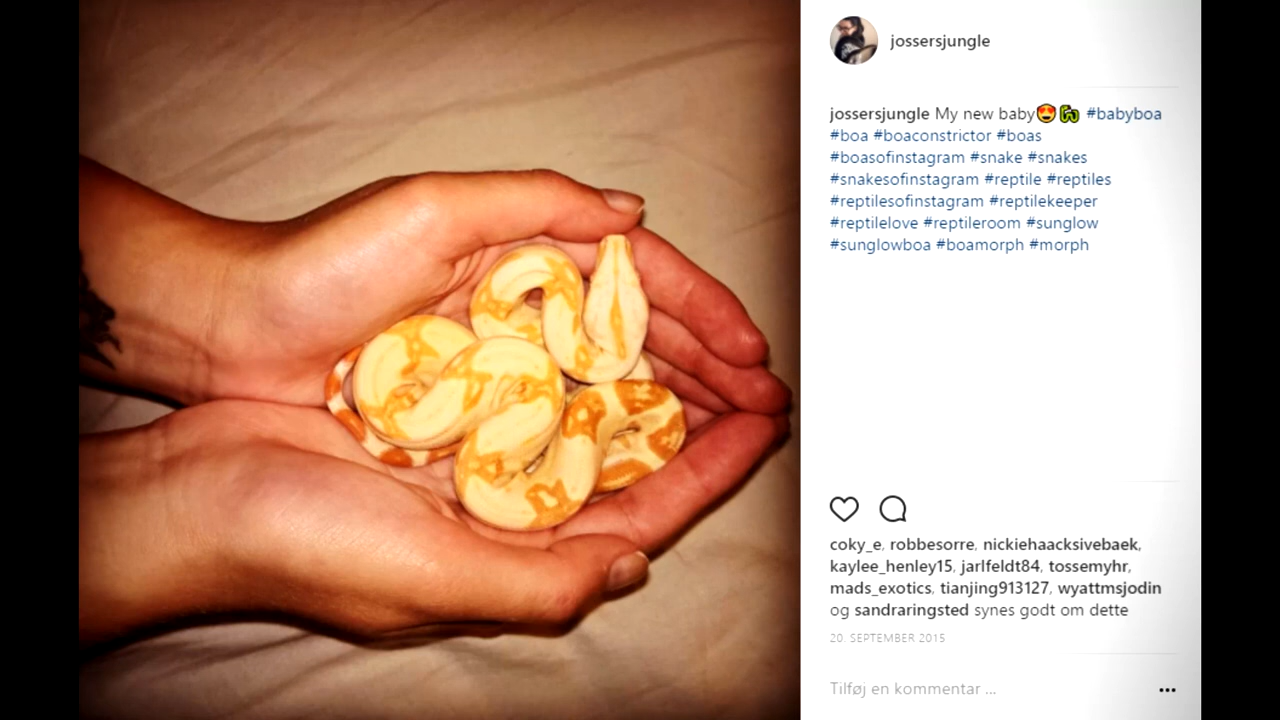 jossersjungle
jossersjungle My new baby😍🐍 #babyboa
#boa #boaconstrictor #boas
#boasofinstagram #snake #snakes
#snakesofinstagram #reptile #reptiles
#reptilesofinstagram #reptilekeeper
#reptilelove #reptileroom #sunglow
#sunglowboa #boamorph #morph
coky_e, robbesorre, nickiehaacksivebaek,
kaylee_henley15, jarlfeldt84, tossemyhr,
mads_exotics, tianjing913127, wyattmsjodin
og sandraringsted synes godt om dette
20. SEPTEMBER 2015
Tilføj en kommentar ...